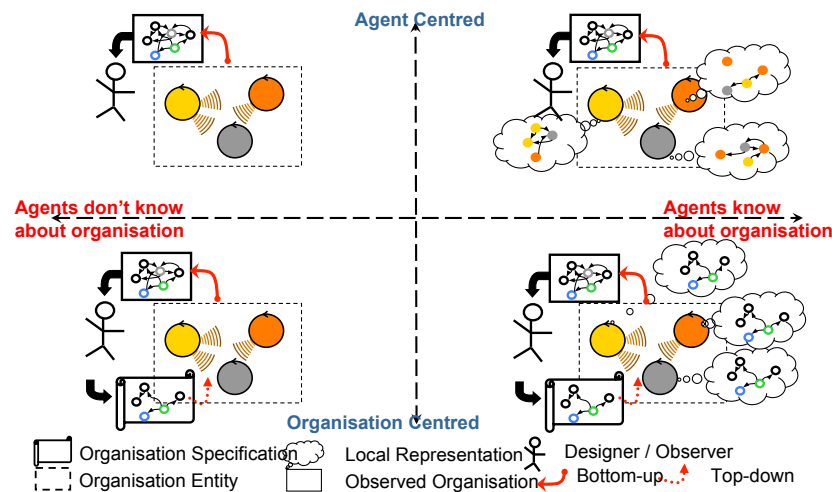 Agent Centred
Agents don't know
about organisation
Agents know
about organisation
Organisation Centred
Organisation Specification
Local Representation
Designer / Observer
Organisation Entity
Observed Organisation
Bottom-up
Top-down